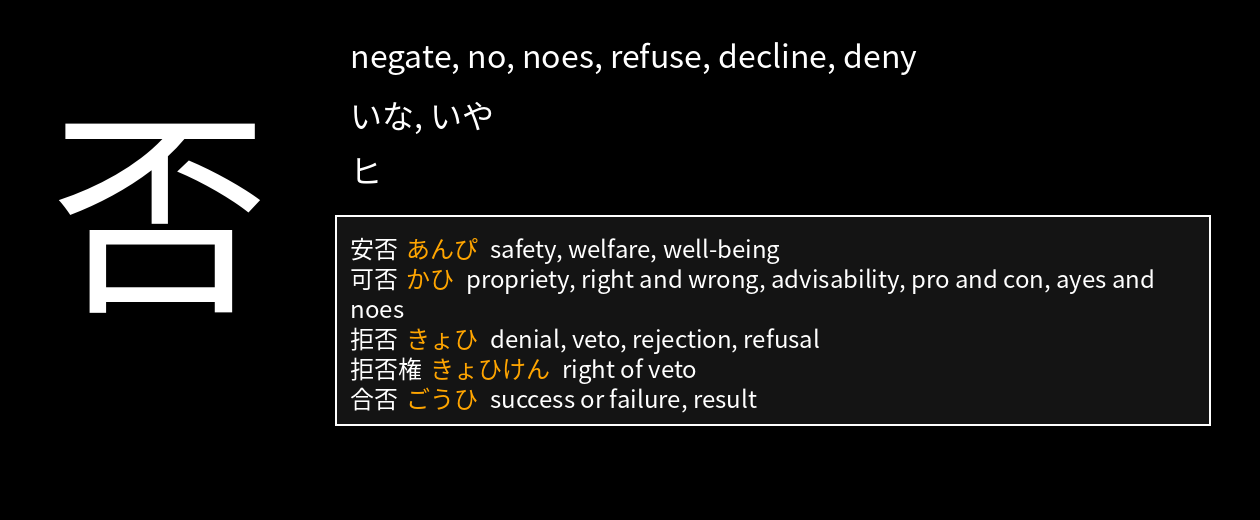 否
negate, no, noes, refuse, decline, deny
いな, いや
ヒ
安否 あんぴ safety, welfare, well-being
可否 かひ propriety, right and wrong, advisability, pro and con, ayes and
noes
拒否 きょひ denial, veto, rejection, refusal
拒否権 きょひけん right of veto
合否 ごうひ success or failure, result